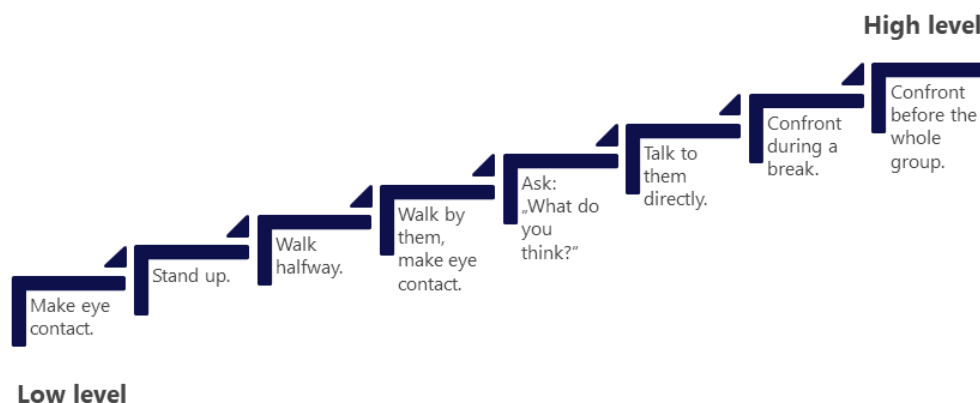 High level
Make eye
contact.
Stand up.
Walk
halfway.
Walk by
them,
make eye
contact.
Ask:
„What do
you
think?“
Talk to
them
directly.
Confront
during a
break.
Confront
before the
whole
group.
Low level